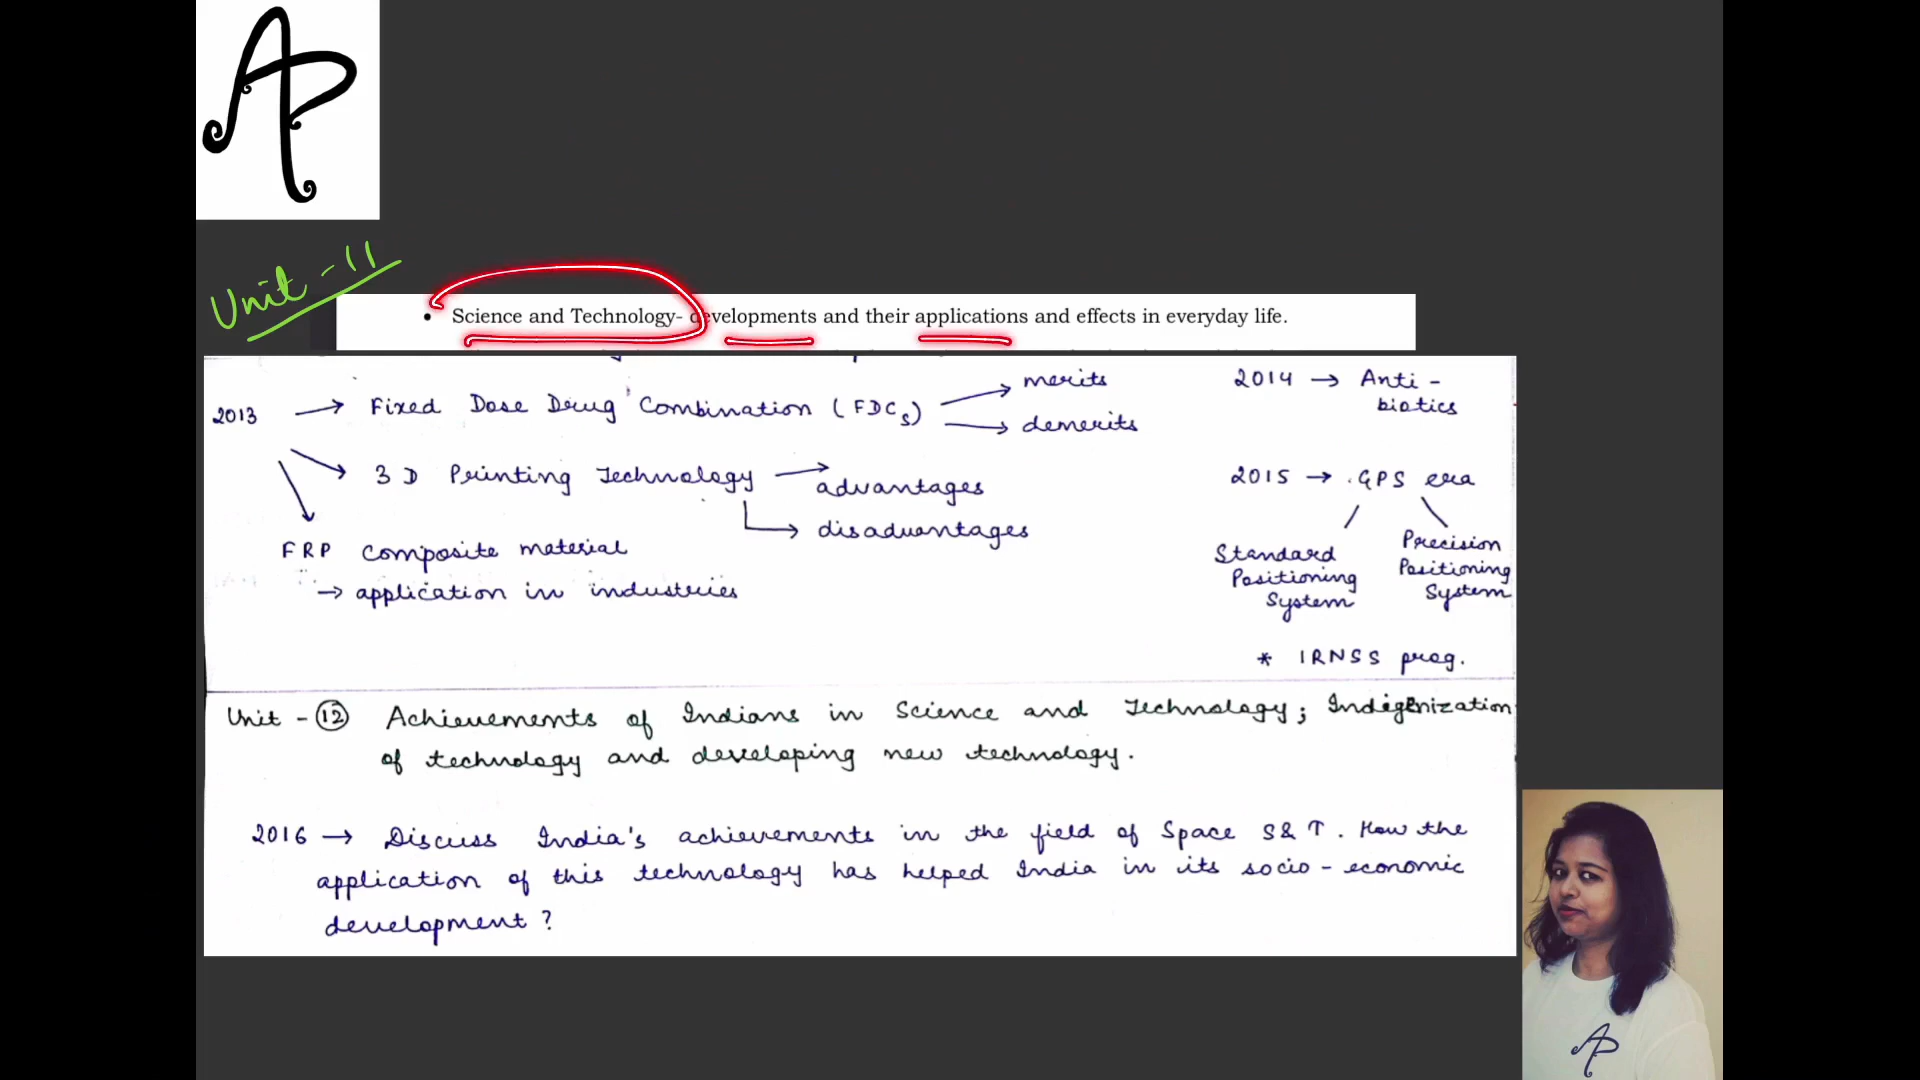 AP
Unit - 11
• Science and Technology- developments and their applications and effects in everyday life.
2013 → Fixed Dose Drug Combination (FDCs) → merits
→ demerits
→ 3 D Printing Technology → advantages
→ disadvantages
FRP composite material
→ application in industries
2014 → Anti -
biotics
2015 → GPS era
Standard
Positioning
System
Precision
Positioning
System
* IRNSS prog.
Unit - 12 Achievements of Indians in Science and Technology; Indigenization
of technology and developing new technology.
2016 → Discuss India's achievements in the field of Space S&T. How the
application of this technology has helped India in its socio - economic
development?
AP